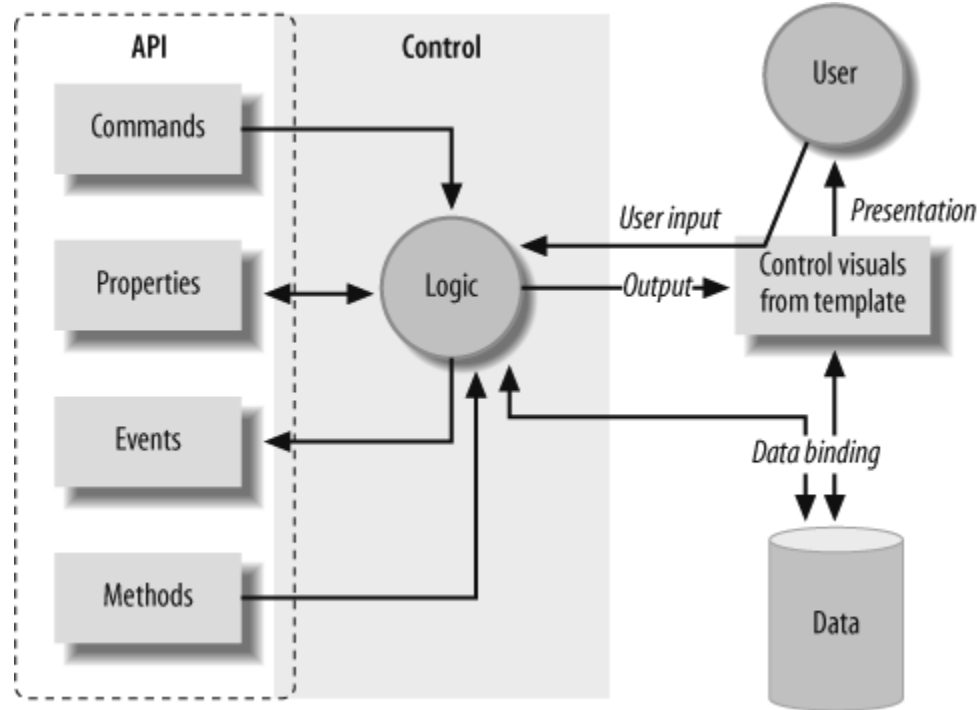 API
Control
User
Commands
User input
Presentation
Properties
Logic
Output
Control visuals
from template
Events
Data binding
Methods
Data